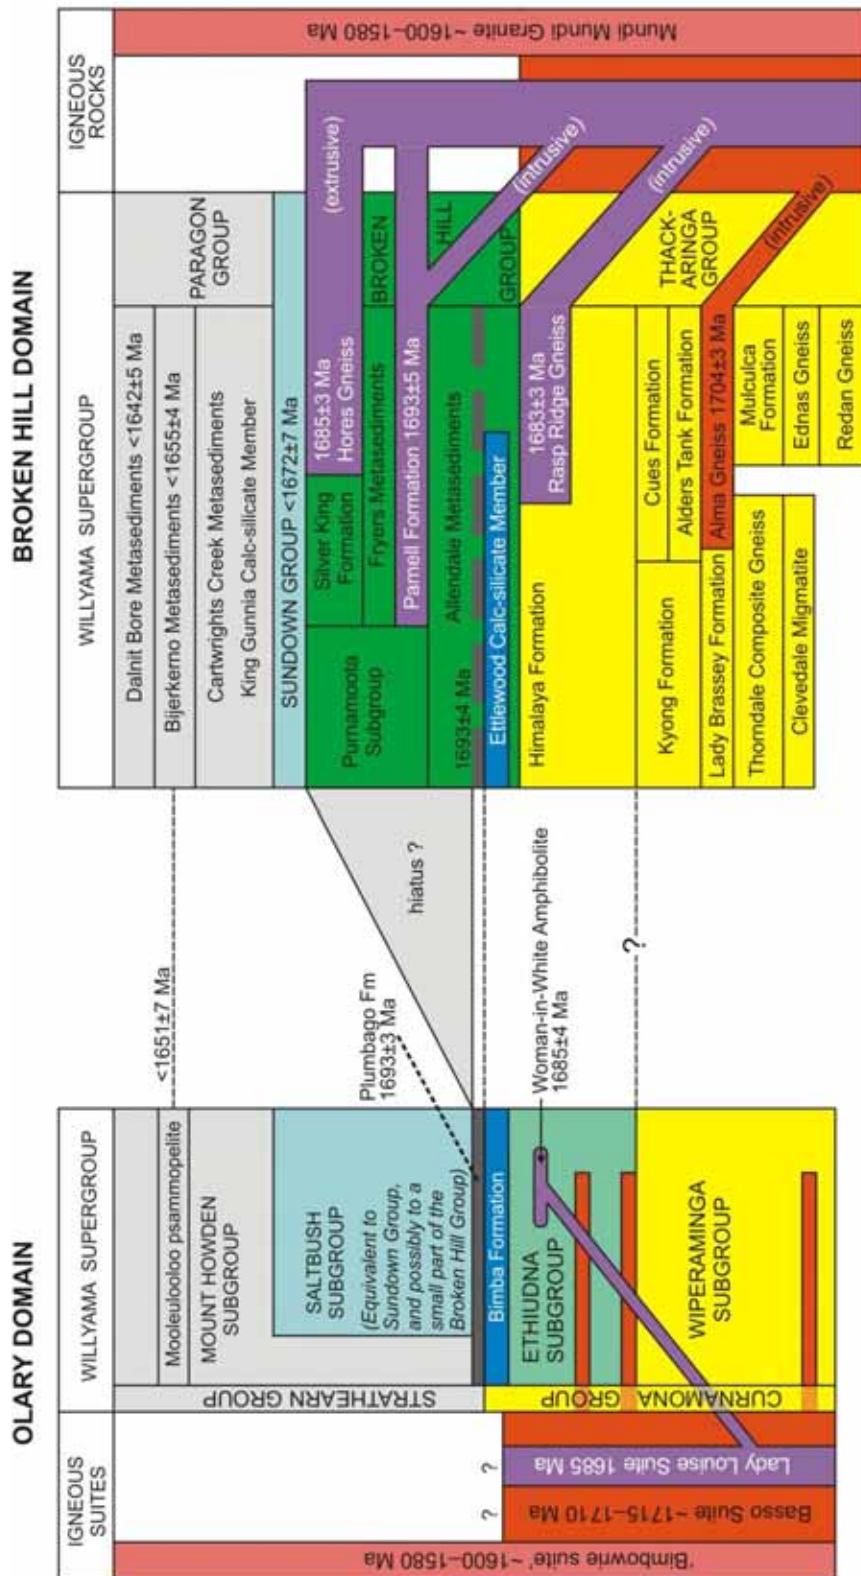 OLARY DOMAIN
IGNEOUS
SUITES
WILLYAMA SUPERGROUP
'Bimbowrie suite' ~1600–1580 Ma
?
Basso Suite ~1715–1710 Ma
?
Lady Louise Suite 1685 Ma
STRATHEARN GROUP
CURNAMONA GROUP
Mooleulooloo psammopelite
MOUNT HOWDEN
SUBGROUP
SALTBUSH
SUBGROUP
(Equivalent to
Sundown Group,
and possibly to a
small part of the
Broken Hill Group)
Bimba Formation
ETHIUDNA
SUBGROUP
WIPERAMINGA
SUBGROUP
<1651±7 Ma
Plumbago Fm
1693±3 Ma
hiatus ?
Woman-in-White Amphibolite
1685±4 Ma
?
BROKEN HILL DOMAIN
WILLYAMA SUPERGROUP
IGNEOUS
ROCKS
Dalnit Bore Metasediments <1642±5 Ma
Bijerkerno Metasediments <1655±4 Ma
Cartwrights Creek Metasediments
King Gunnia Calc-silicate Member
PARAGON
GROUP
SUNDOWN GROUP <1672±7 Ma
Purnamoota
Subgroup
Silver King
Formation
1685±3 Ma
Hores Gneiss
(extrusive)
Fryers Metasediments
BROKEN
HILL
GROUP
Parnell Formation 1693±5 Ma
(intrusive)
Allendale Metasediments
1693±4 Ma
Ettlewood Calc-silicate Member
Himalaya Formation
1683±3 Ma
Rasp Ridge Gneiss
(intrusive)
THACK-
ARINGA
GROUP
Kyong Formation
Cues Formation
Alders Tank Formation
Lady Brassey Formation
Alma Gneiss 1704±3 Ma
(intrusive)
Thorndale Composite Gneiss
Mulculca
Formation
Clevedale Migmatite
Ednas Gneiss
Redan Gneiss
Mundi Mundi Granite ~1600–1580 Ma